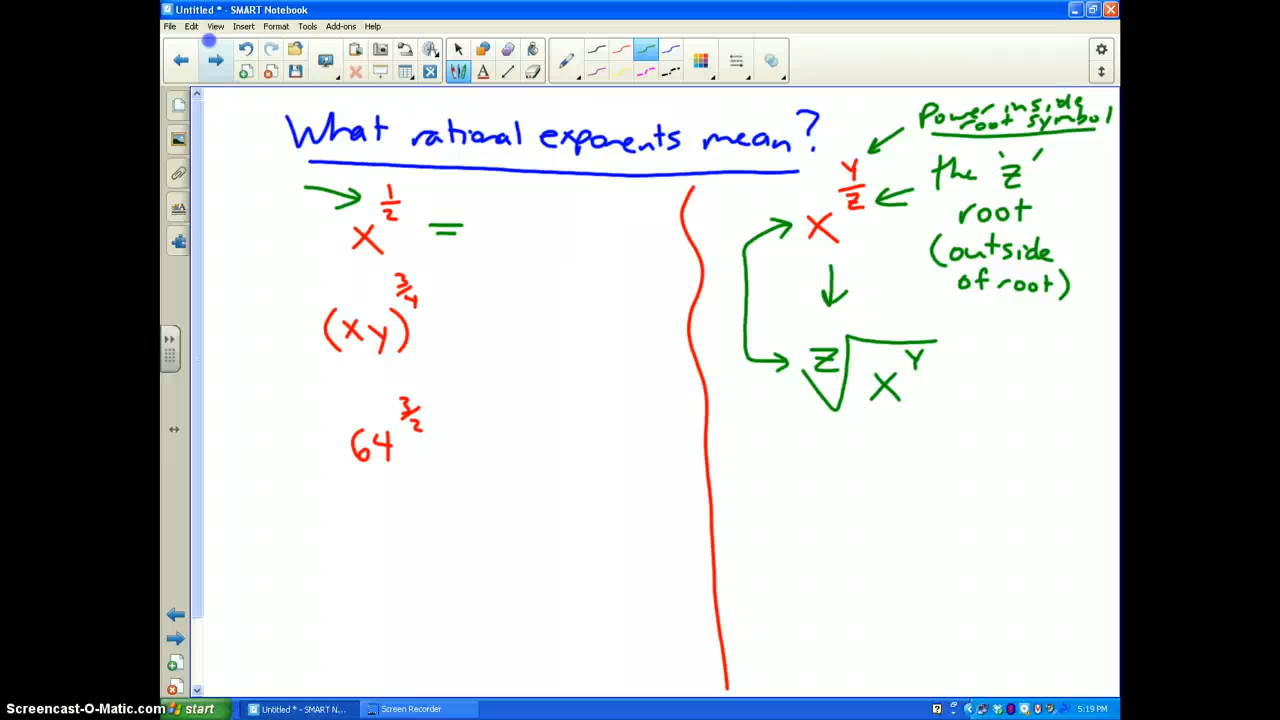 Untitled * - SMART Notebook
File Edit View Insert Format Tools Add-ons Help
What rational exponents mean?
Power inside
root symbol
x^(1/2) =
x^(Y/Z)
the 'z'
root
(outside
of root)
(xy)^(3/4)
ᶻ√x^Y
64^(3/2)
Screencast-O-Matic.com
start
Untitled * - SMART N...
Screen Recorder
5:19 PM